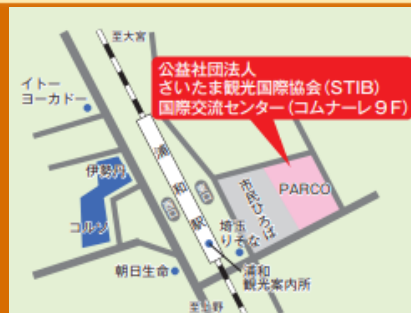 至大宮
公益社団法人
さいたま観光国際協会(STIB)
国際交流センター(コムナーレ9F)
イトー
ヨーカドー
伊勢丹
コルソ
西口
浦和駅
東口
市民ひろば
PARCO
埼玉
りそな
朝日生命
浦和
観光案内所
至上野